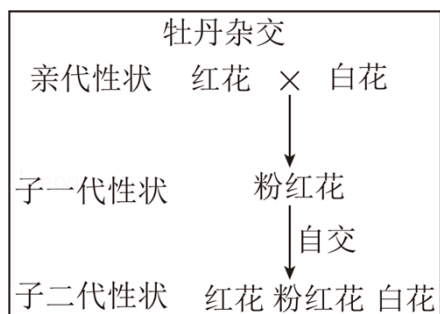 牡丹杂交
亲代性状 红花 × 白花
子一代性状 粉红花
自交
子二代性状 红花 粉红花 白花